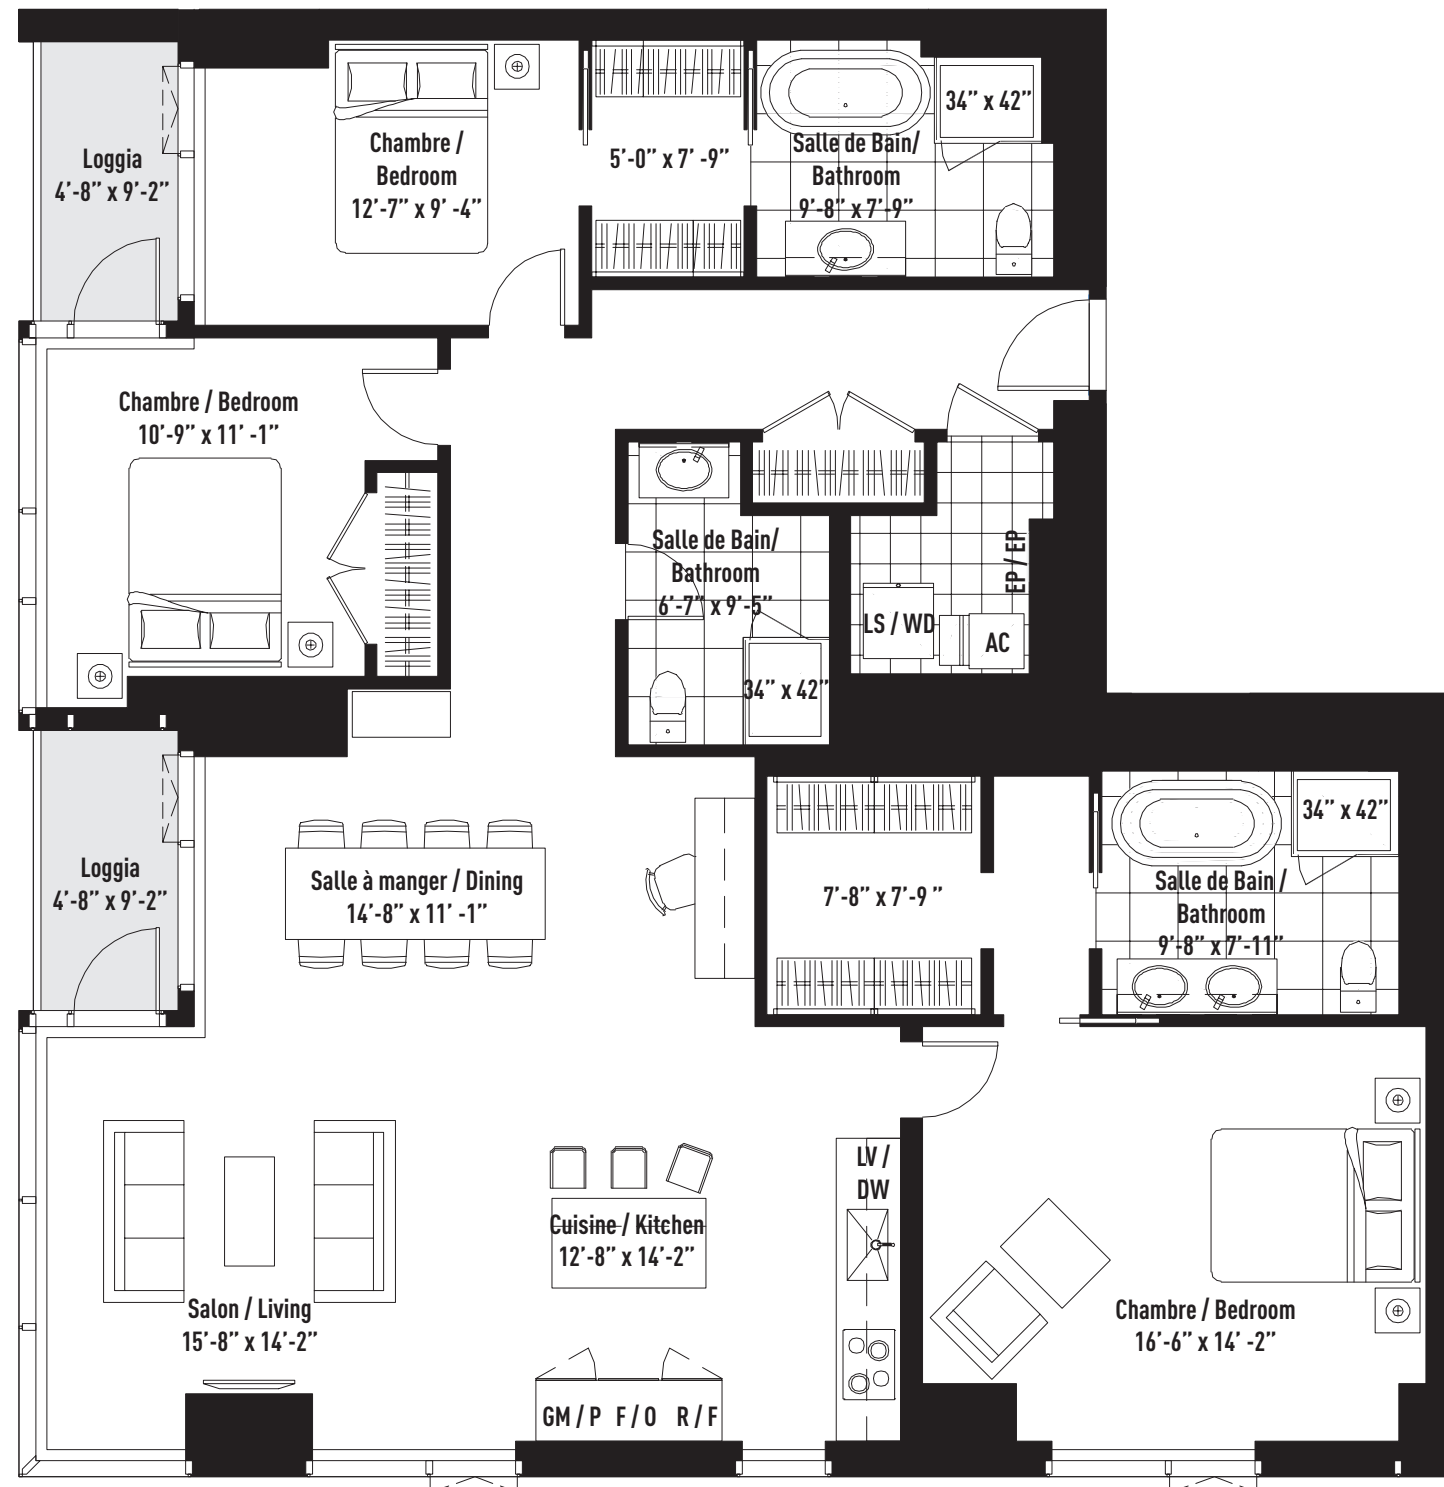 Loggia
4'-8" x 9'-2"
Chambre /
Bedroom
12'-7" x 9' -4"
5'-0" x 7' -9"
Salle de Bain/
Bathroom
9'-8" x 7'-9"
34" x 42"
Chambre / Bedroom
10'-9" x 11' -1"
Salle de Bain/
Bathroom
6'-7" x 9'-5"
34" x 42"
EP / EP
LS / WD
AC
Loggia
4'-8" x 9'-2"
Salle à manger / Dining
14'-8" x 11' -1"
7'-8" x 7'-9 "
34" x 42"
Salle de Bain /
Bathroom
9'-8" x 7'-11"
LV /
DW
Cuisine / Kitchen
12'-8" x 14'-2"
Salon / Living
15'-8" x 14'-2"
Chambre / Bedroom
16'-6" x 14' -2"
GM / P F / O R / F